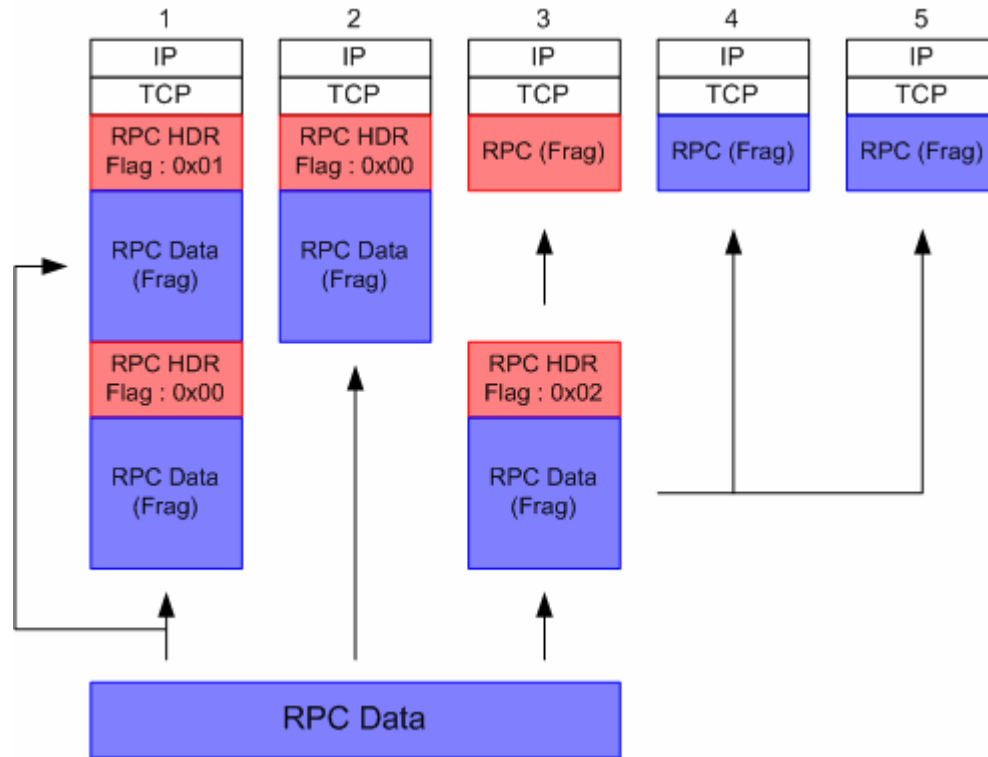 1
2
3
4
5
IP
IP
IP
IP
IP
TCP
TCP
TCP
TCP
TCP
RPC HDR
Flag : 0x01
RPC HDR
Flag : 0x00
RPC (Frag)
RPC (Frag)
RPC (Frag)
RPC Data
(Frag)
RPC Data
(Frag)
RPC HDR
Flag : 0x00
RPC HDR
Flag : 0x02
RPC Data
(Frag)
RPC Data
(Frag)
RPC Data